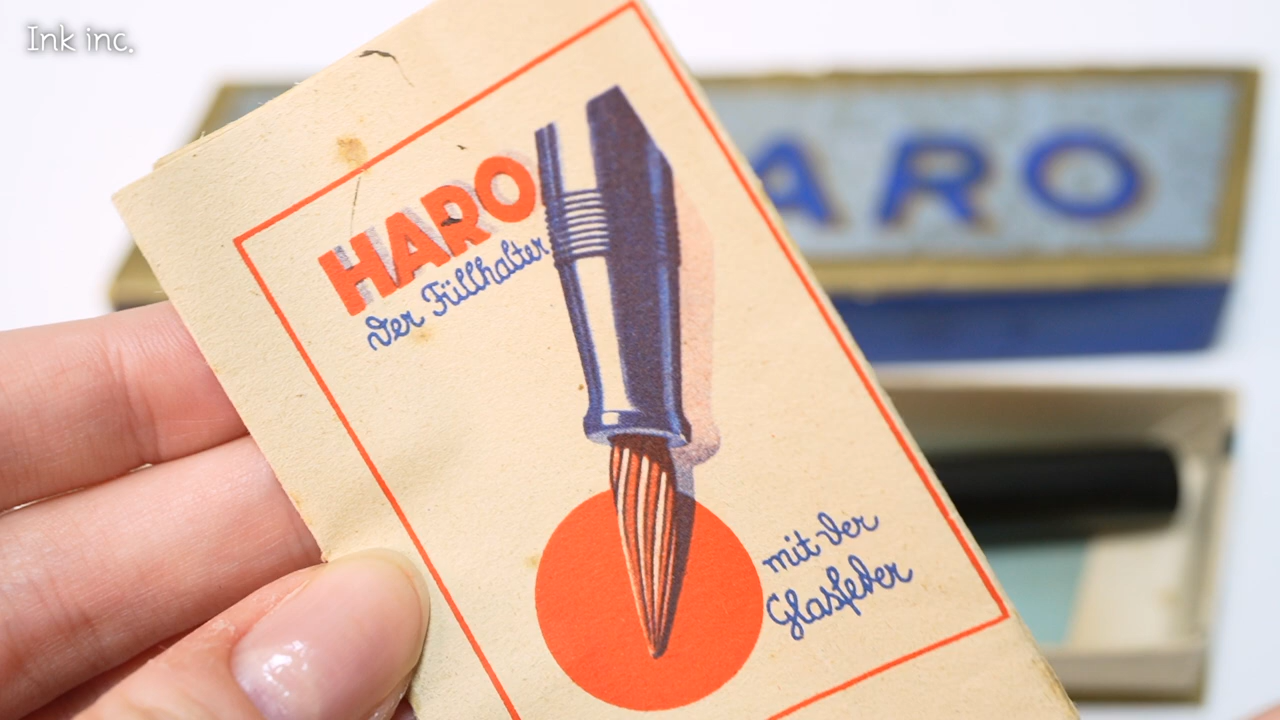 Ink inc.
HARO
Der Füllhalter
mit der
Glasfeder
ARO